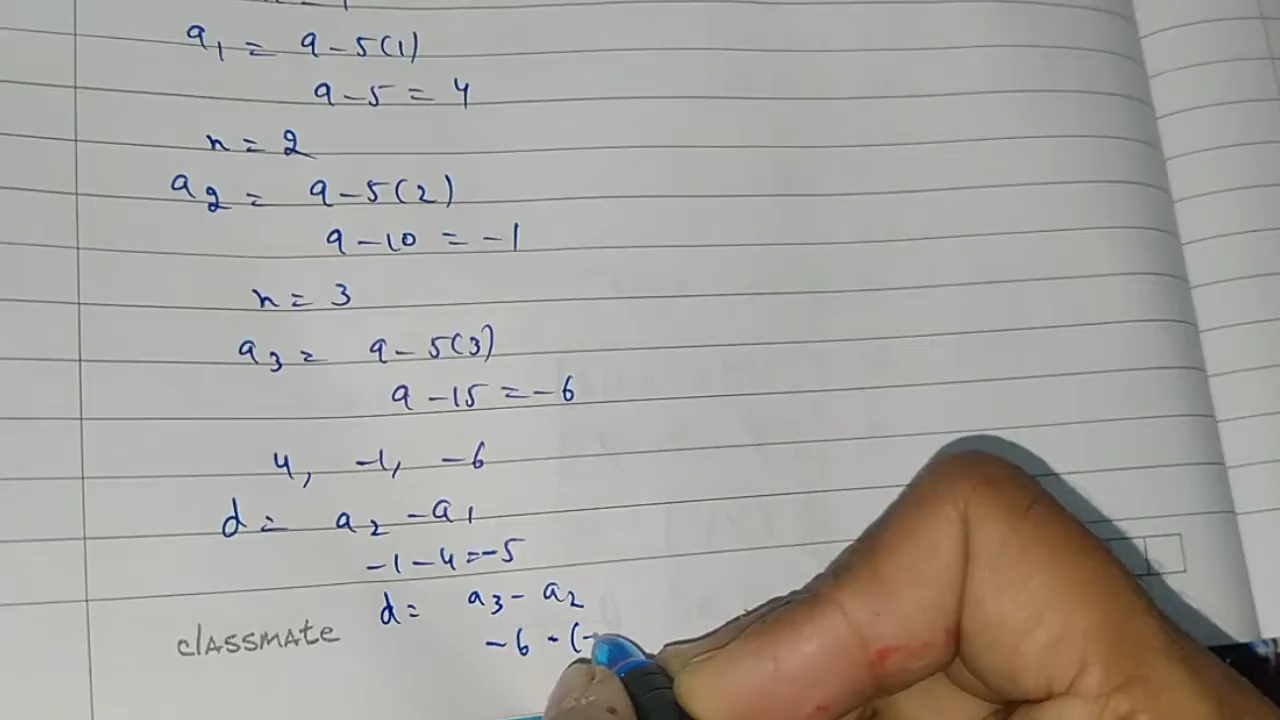 a1 = 9-5(1)
9-5 = 4
n = 2
a2 = 9-5(2)
9-10 = -1
n = 3
a3 = 9-5(3)
9-15 = -6
4, -1, -6
d = a2 - a1
-1-4=-5
d = a3 - a2
classmate
-6 - (-